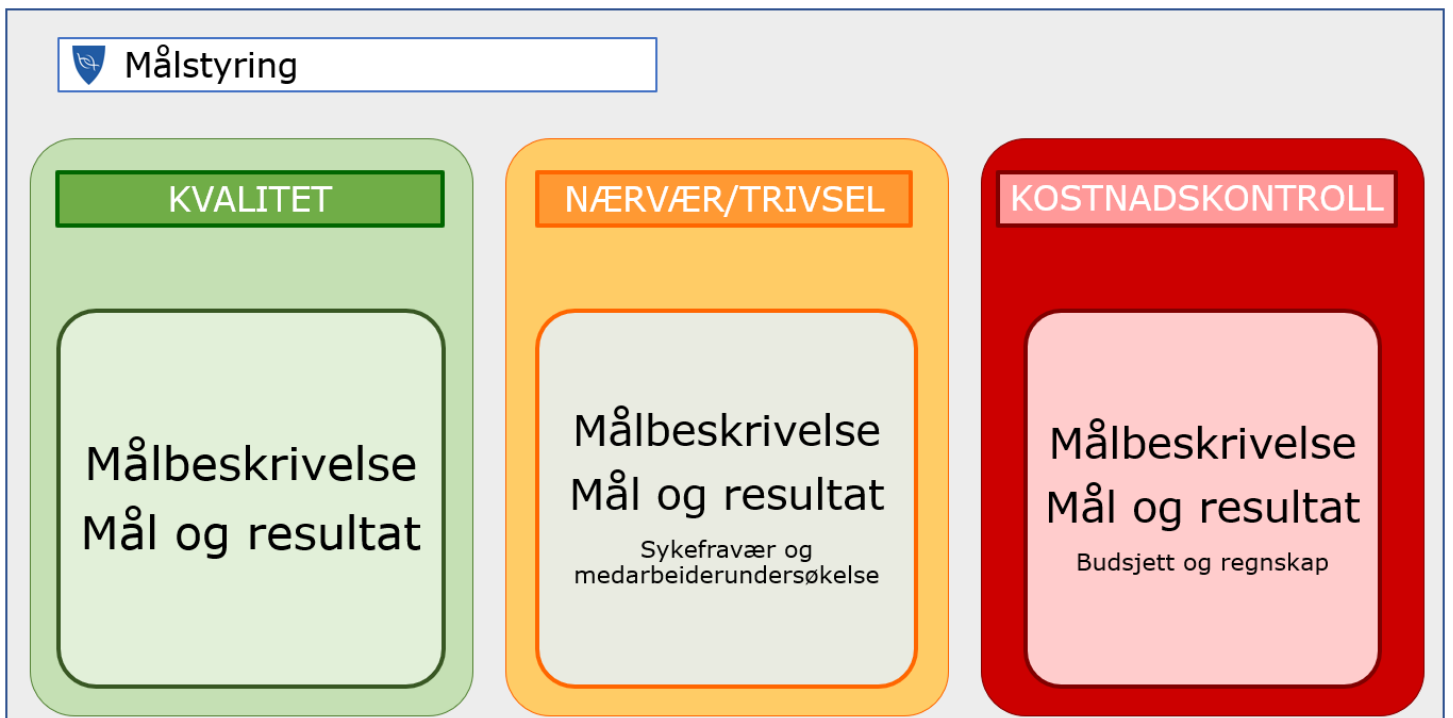 Målstyring
KVALITET
Målbeskrivelse
Mål og resultat
NÆRVÆR/TRIVSEL
Målbeskrivelse
Mål og resultat
Sykefravær og
medarbeiderundersøkelse
KOSTNADSKONTROLL
Målbeskrivelse
Mål og resultat
Budsjett og regnskap